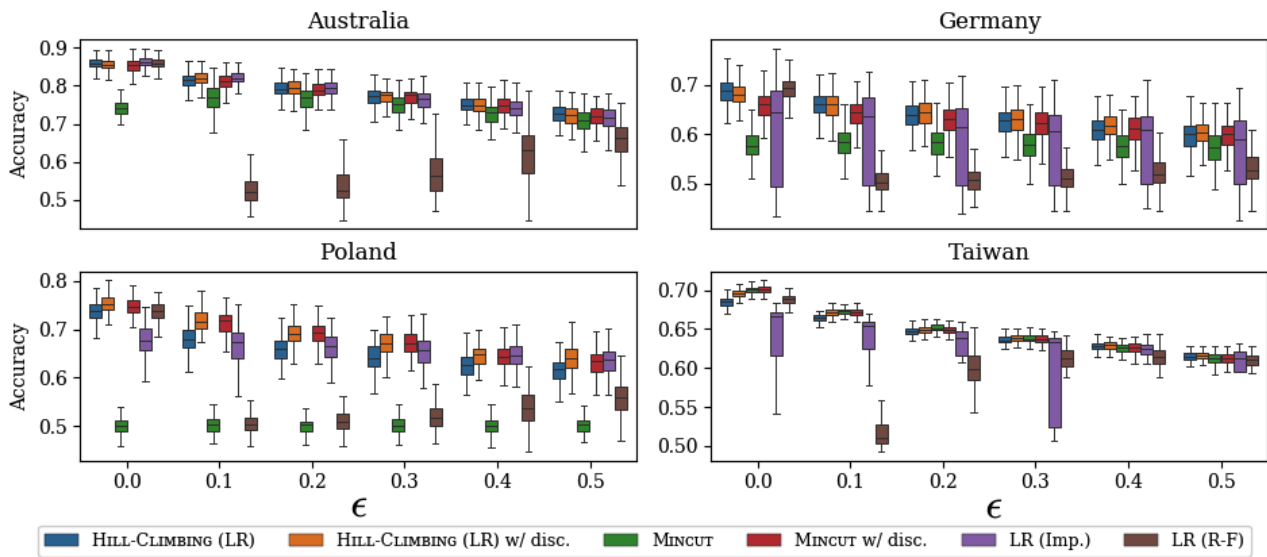 Australia
Germany
0.9
0.8
0.7
0.6
0.5
Accuracy
0.7
0.6
0.5
Poland
Taiwan
0.8
0.7
0.6
0.5
Accuracy
0.70
0.65
0.60
0.55
0.50
0.0 0.1 0.2 0.3 0.4 0.5
ϵ
0.0 0.1 0.2 0.3 0.4 0.5
ϵ
Hill-Climbing (LR) Hill-Climbing (LR) w/ disc. Mincut Mincut w/ disc. LR (Imp.) LR (R-F)